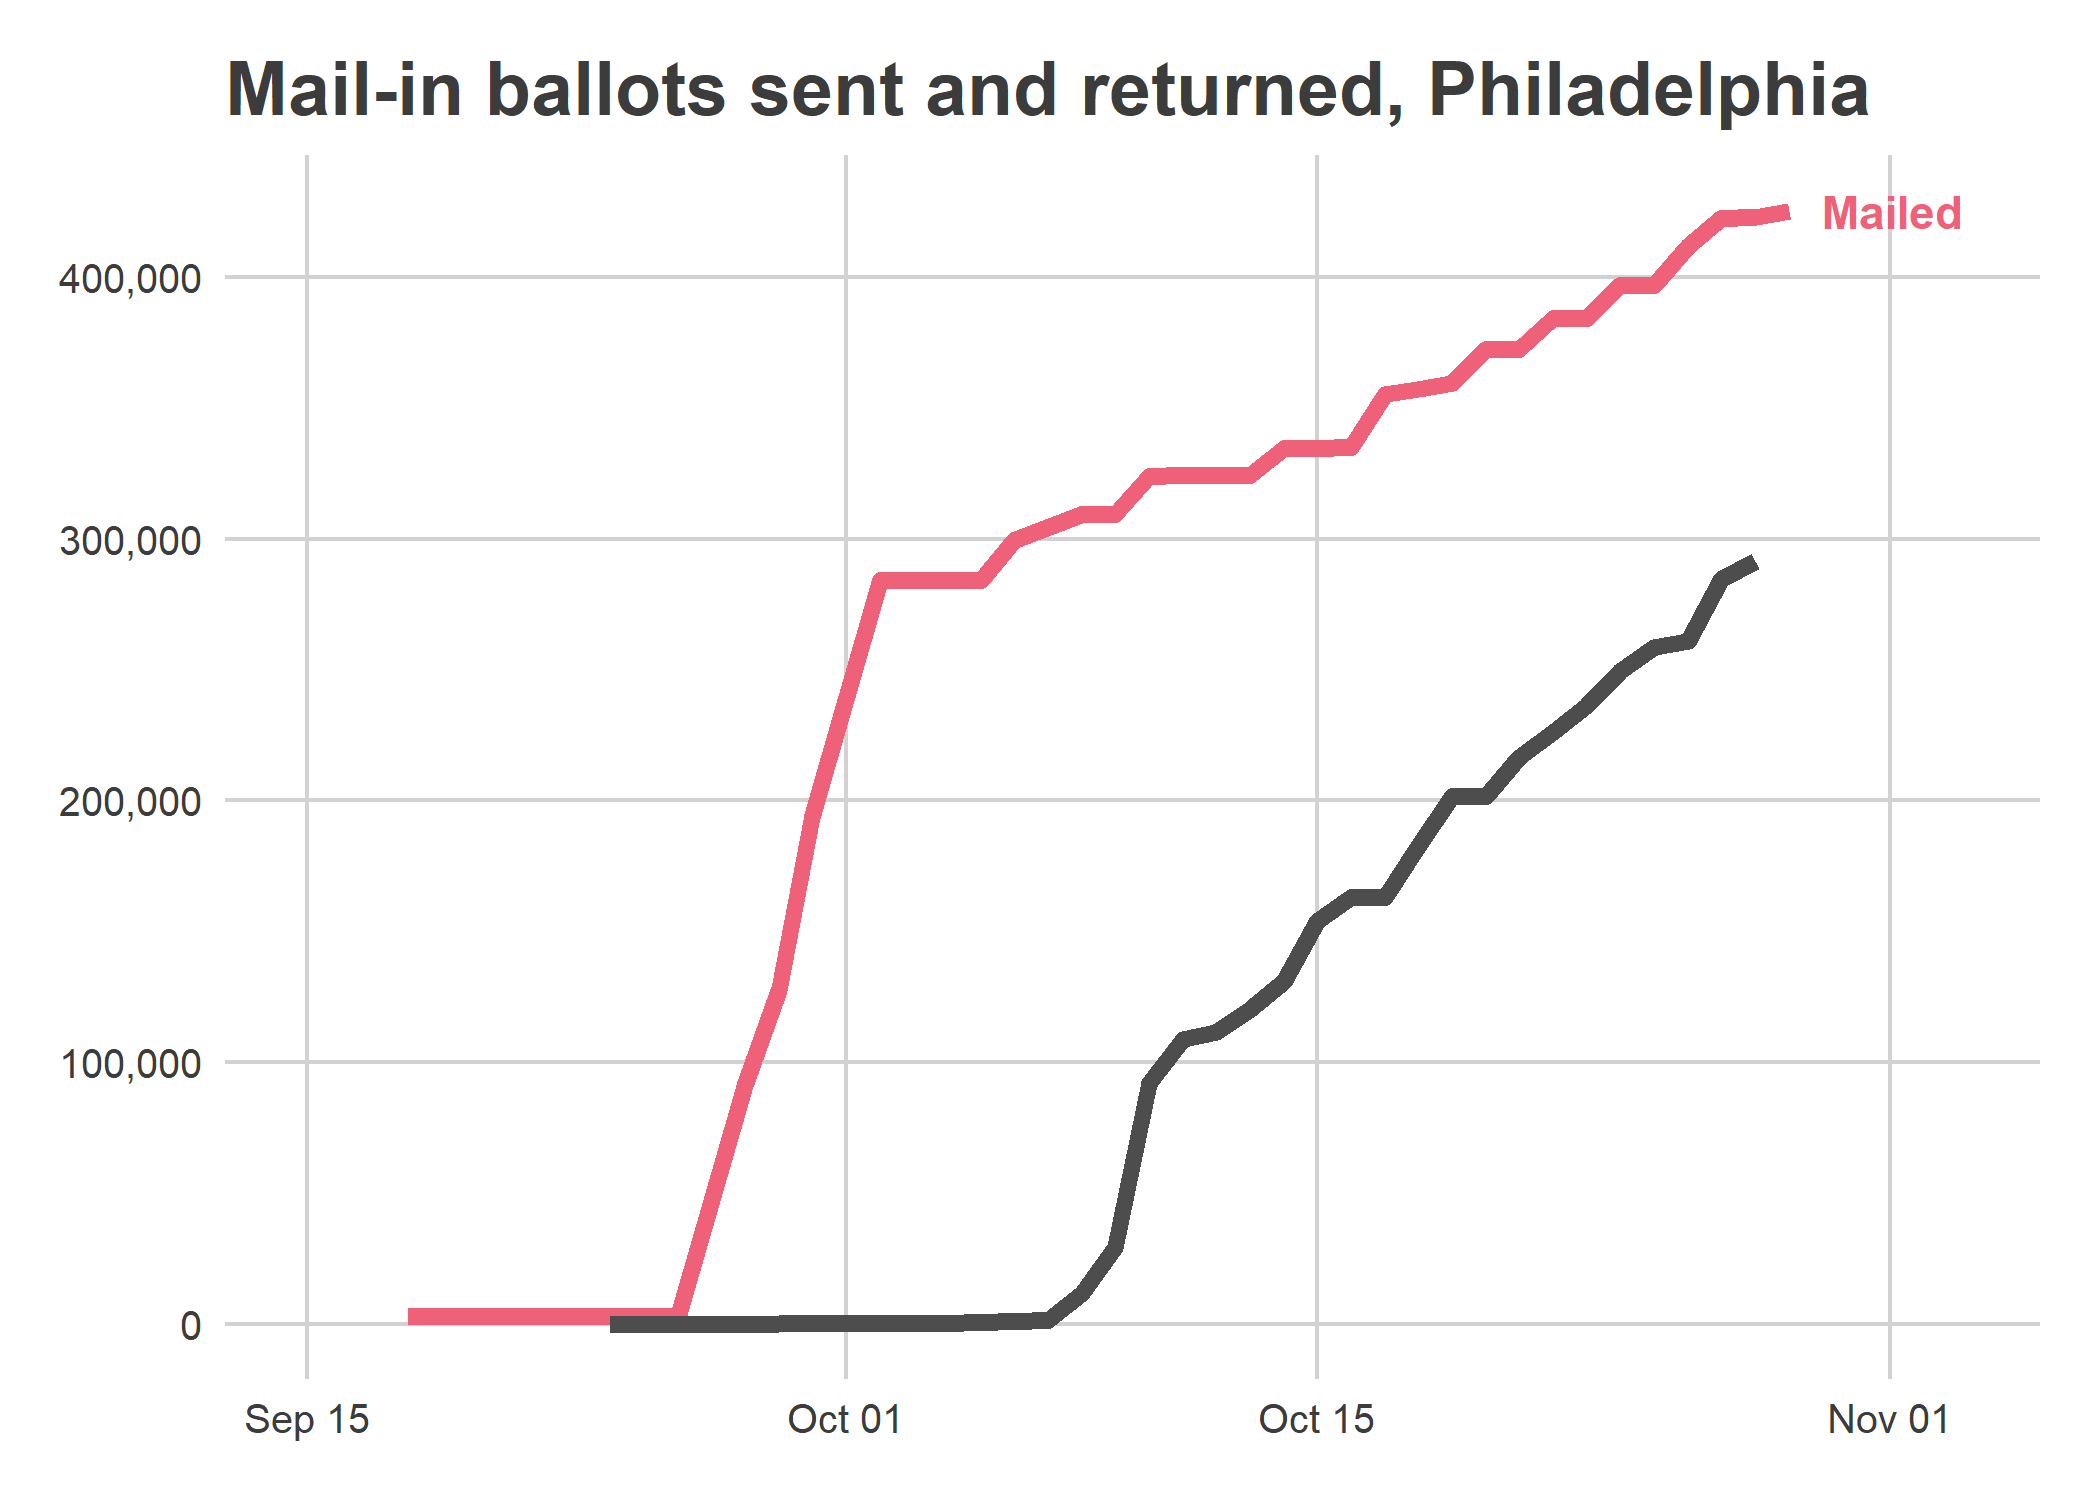 Mail-in ballots sent and returned, Philadelphia
Mailed
400,000
300,000
200,000
100,000
0
Sep 15
Oct 01
Oct 15
Nov 01